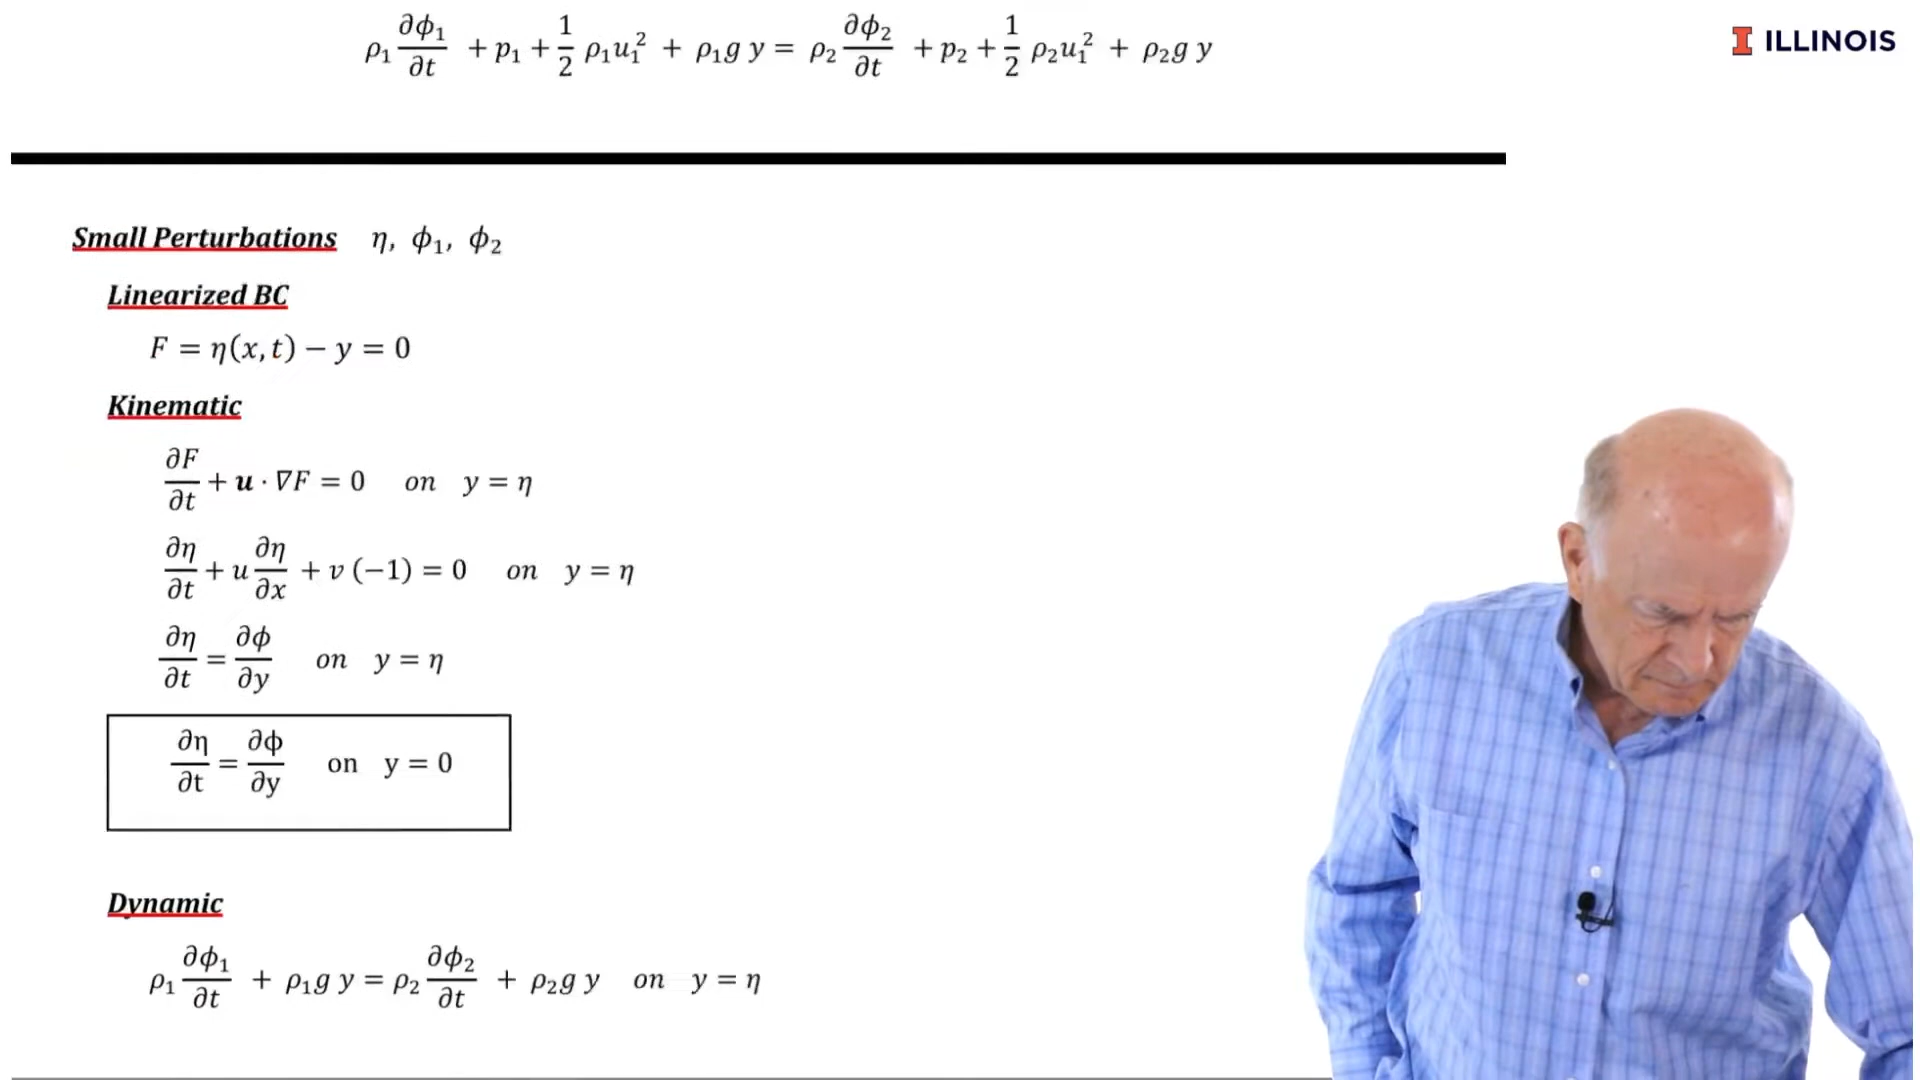 ρ₁ ∂ϕ₁/∂t + p₁ + 1/2 ρ₁u₁² + ρ₁g y = ρ₂ ∂ϕ₂/∂t + p₂ + 1/2 ρ₂u₁² + ρ₂g y
ILLINOIS
Small Perturbations η, ϕ₁, ϕ₂
Linearized BC
F = η(x, t) − y = 0
Kinematic
∂F/∂t + u · ∇F = 0 on y = η
∂η/∂t + u ∂η/∂x + v (−1) = 0 on y = η
∂η/∂t = ∂ϕ/∂y on y = η
∂η/∂t = ∂ϕ/∂y on y = 0
Dynamic
ρ₁ ∂ϕ₁/∂t + ρ₁g y = ρ₂ ∂ϕ₂/∂t + ρ₂g y on y = η